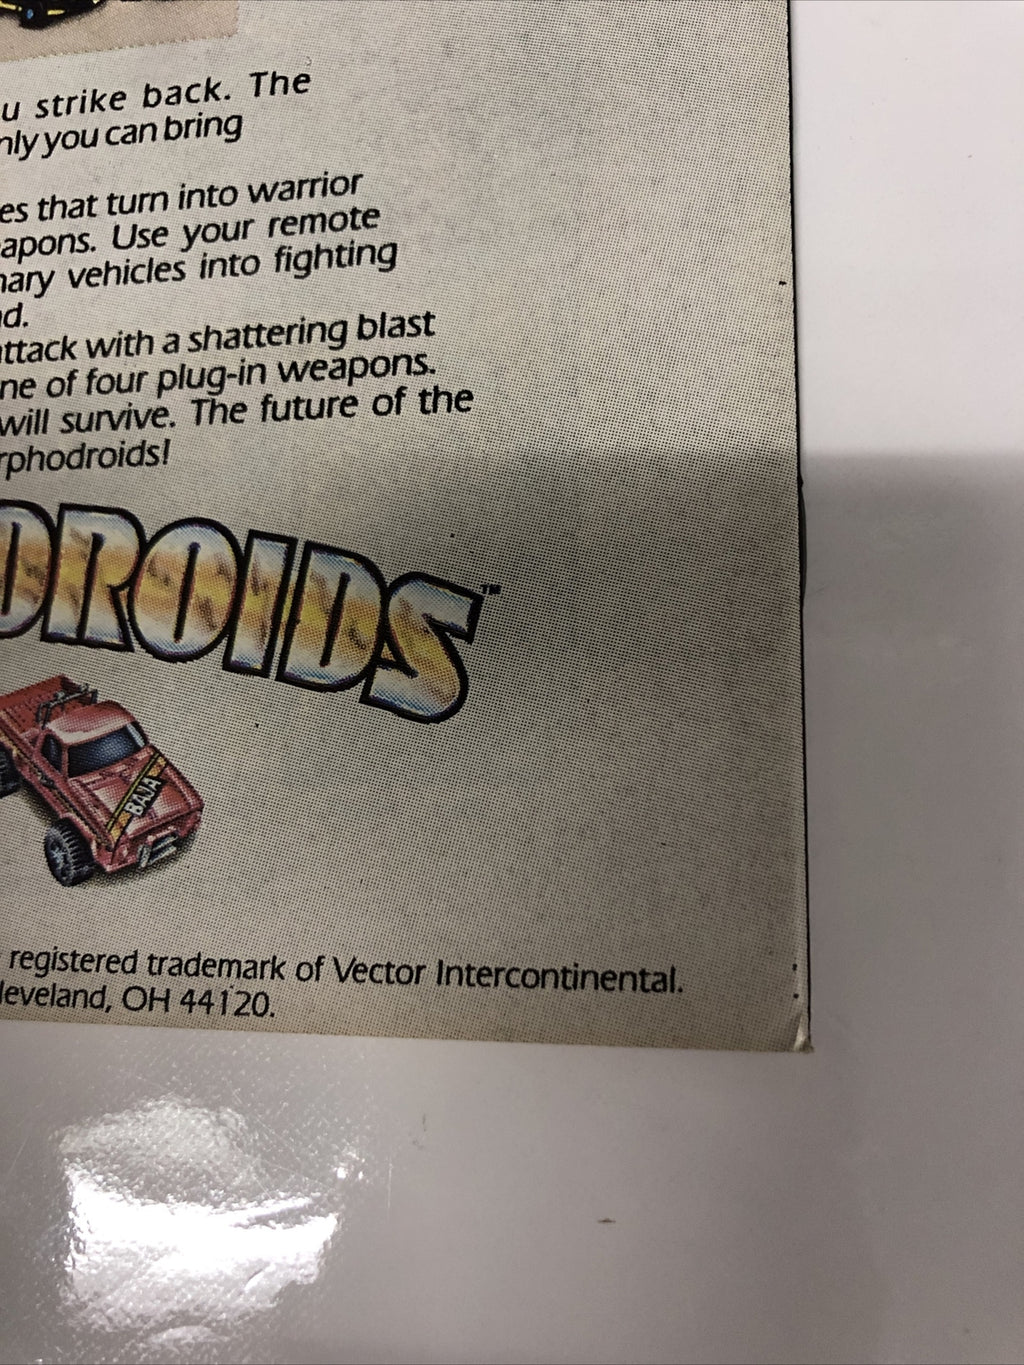 u strike back. The
nly you can bring
es that turn into warrior
apons. Use your remote
nary vehicles into fighting
d.
attack with a shattering blast
ne of four plug-in weapons.
will survive. The future of the
rphodroids!
DROIDS™
BAJA
registered trademark of Vector Intercontinental.
leveland, OH 44120.